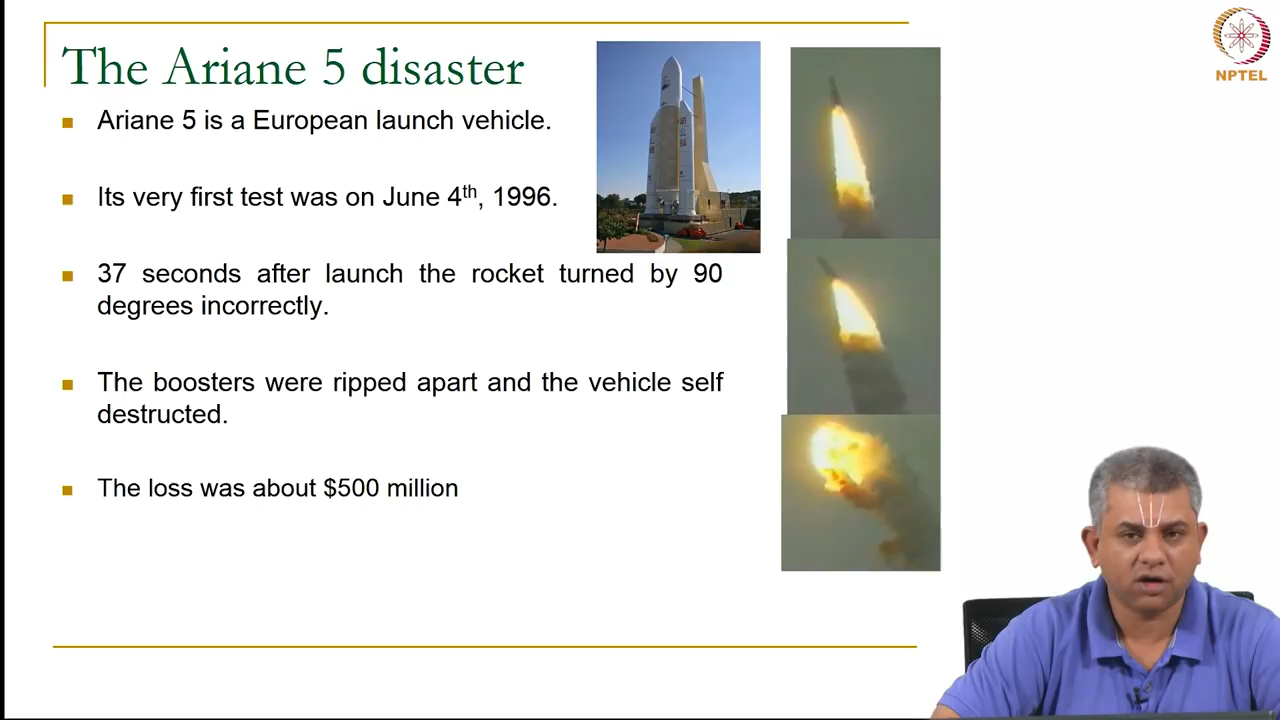 The Ariane 5 disaster
Ariane 5 is a European launch vehicle.
Its very first test was on June 4th, 1996.
37 seconds after launch the rocket turned by 90
degrees incorrectly.
The boosters were ripped apart and the vehicle self
destructed.
The loss was about $500 million
NPTEL